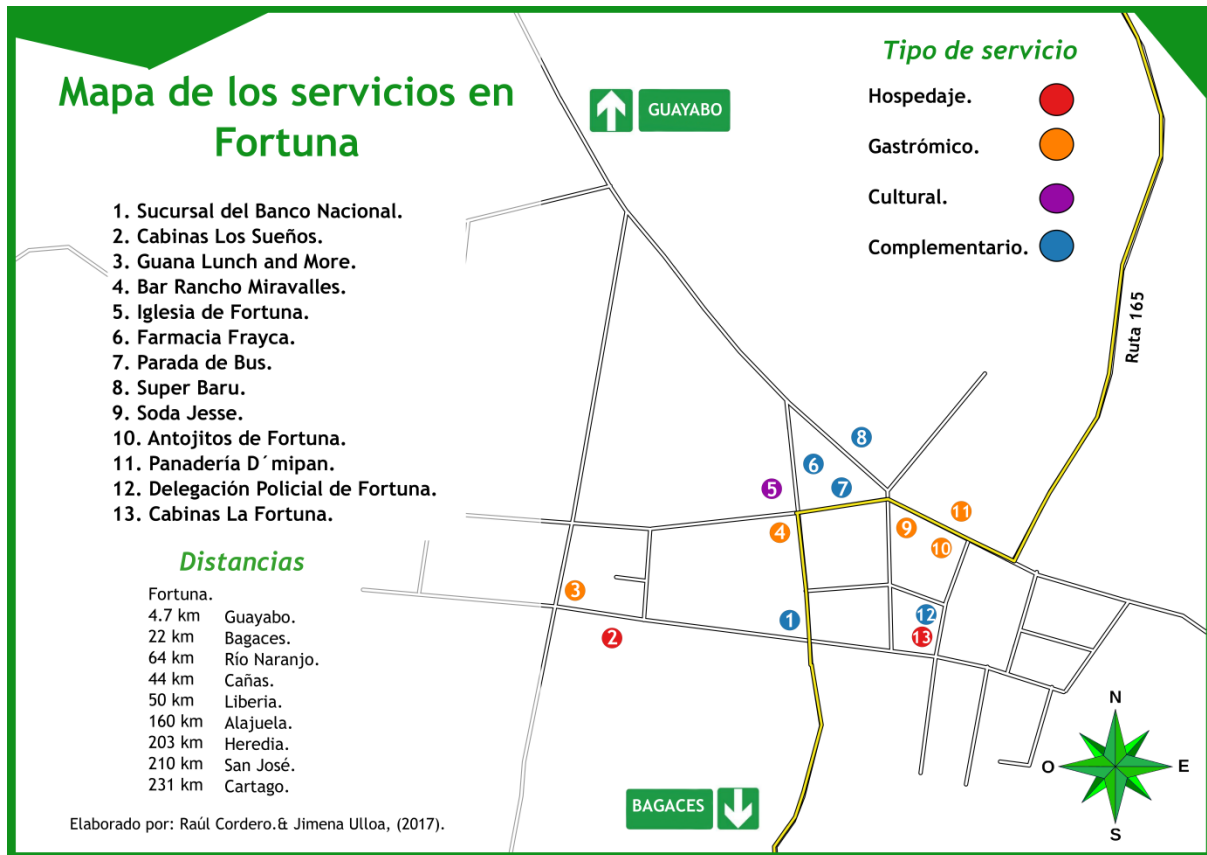 Mapa de los servicios en
Fortuna
1. Sucursal del Banco Nacional.
2. Cabinas Los Sueños.
3. Guana Lunch and More.
4. Bar Rancho Miravalles.
5. Iglesia de Fortuna.
6. Farmacia Frayca.
7. Parada de Bus.
8. Super Baru.
9. Soda Jesse.
10. Antojitos de Fortuna.
11. Panadería D´mipan.
12. Delegación Policial de Fortuna.
13. Cabinas La Fortuna.
Distancias
Fortuna.
4.7 km Guayabo.
22 km Bagaces.
64 km Río Naranjo.
44 km Cañas.
50 km Liberia.
160 km Alajuela.
203 km Heredia.
210 km San José.
231 km Cartago.
Elaborado por: Raúl Cordero.& Jimena Ulloa, (2017).
GUAYABO
Tipo de servicio
Hospedaje.
Gastrómico.
Cultural.
Complementario.
Ruta 165
8
6
5
7
11
4
9
10
3
1
12
2
13
BAGACES
N
O
E
S